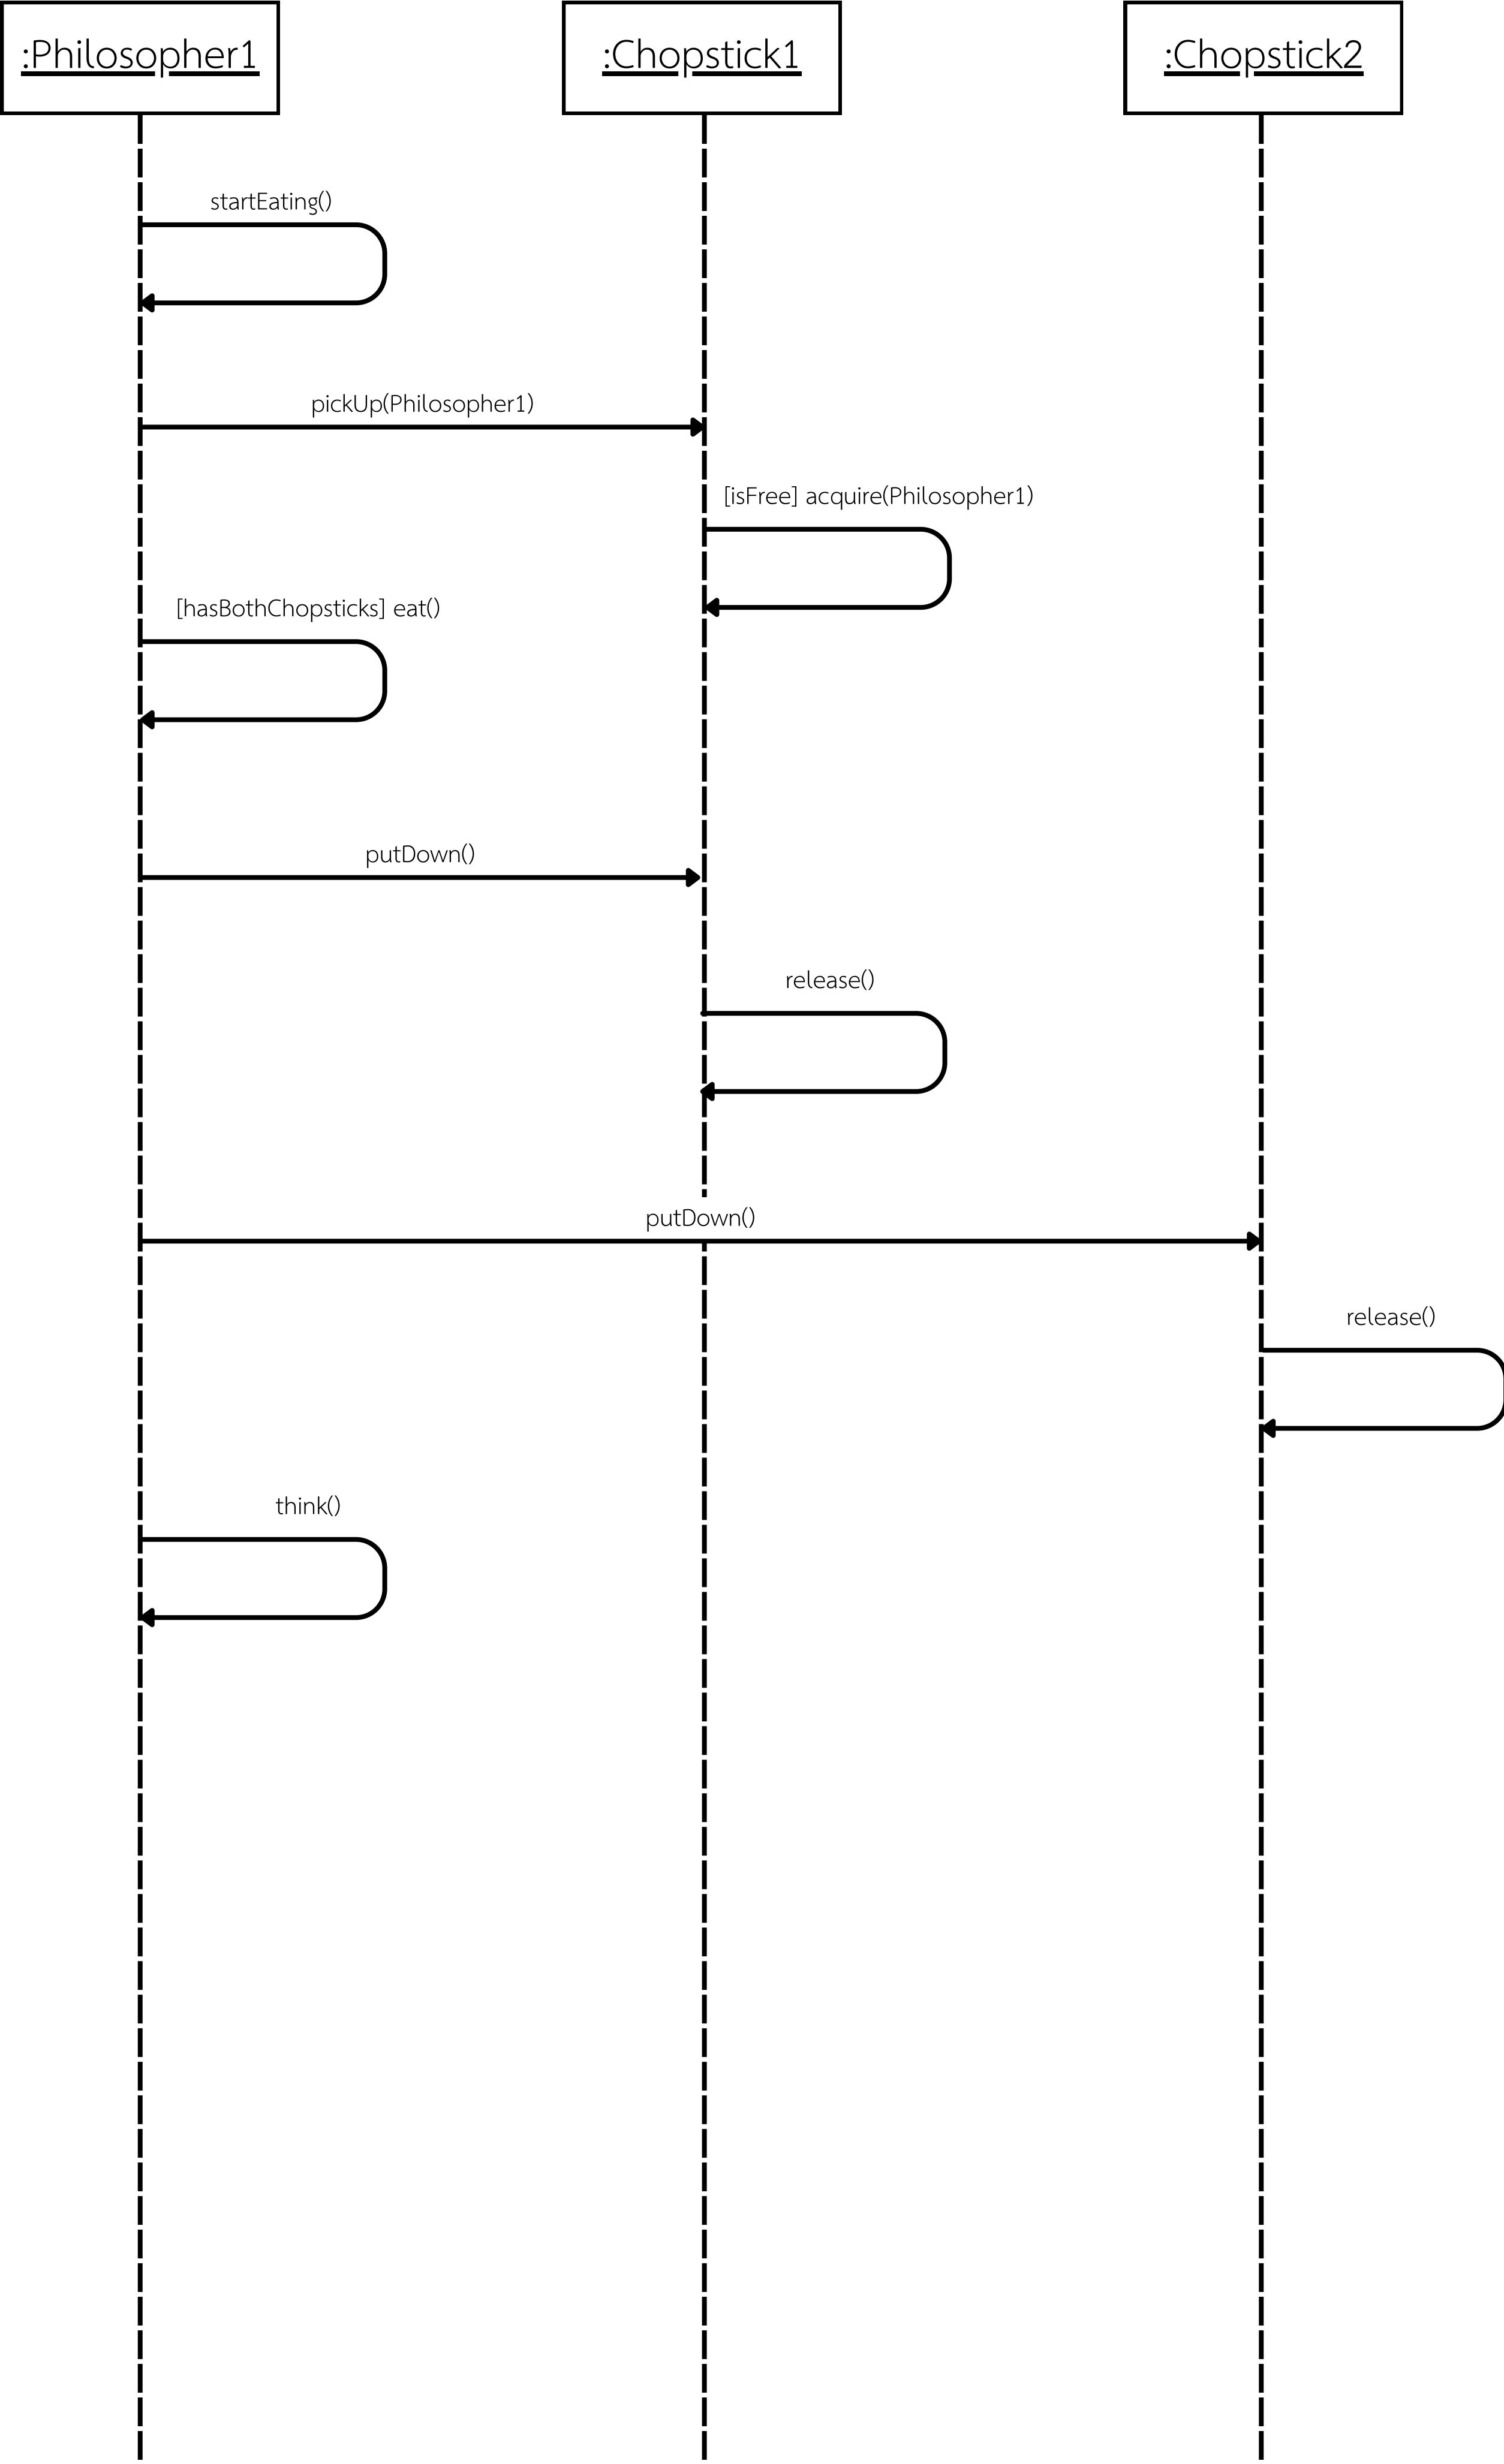 :Philosopher1
:Chopstick1
:Chopstick2
startEating()
pickUp(Philosopher1)
[isFree] acquire(Philosopher1)
[hasBothChopsticks] eat()
putDown()
release()
putDown()
release()
think()